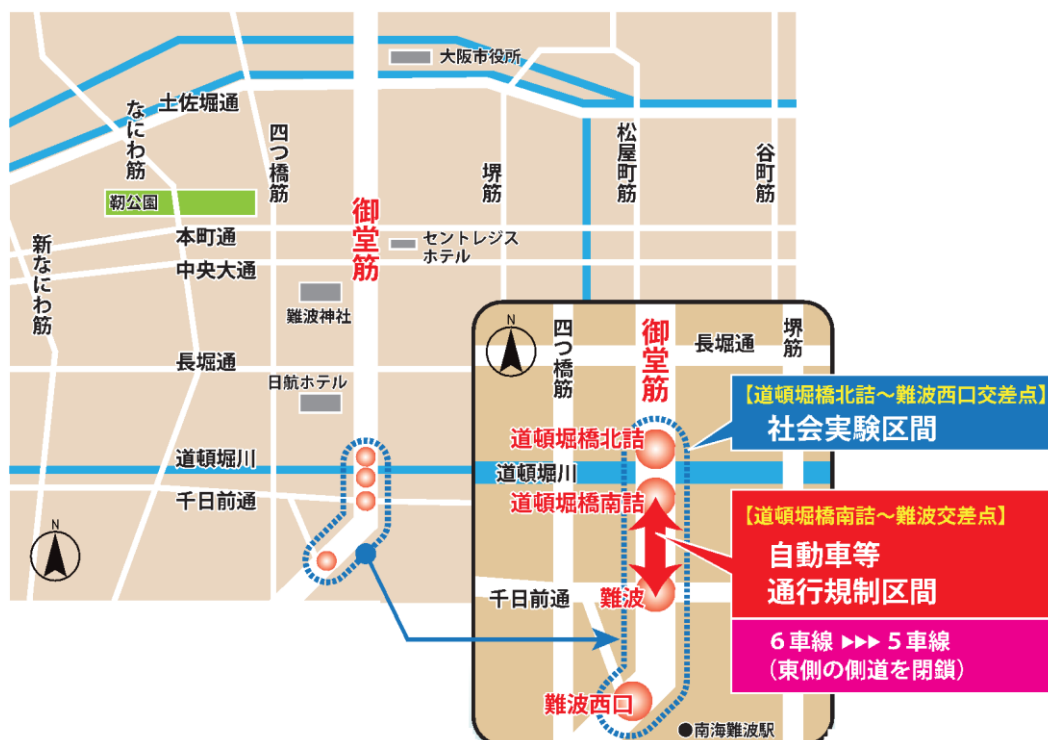 大阪市役所
土佐堀通
なにわ筋
四つ橋筋
堺筋
松屋町筋
谷町筋
靭公園
御堂筋
本町通
セントレジス
ホテル
新なにわ筋
中央大通
難波神社
長堀通
日航ホテル
道頓堀川
千日前通
N
N
四つ橋筋
御堂筋
長堀通
堺筋
【道頓堀橋北詰～難波西口交差点】
社会実験区間
道頓堀橋北詰
道頓堀川
道頓堀橋南詰
【道頓堀橋南詰～難波交差点】
自動車等
通行規制区間
千日前通
難波
6車線 ▶▶▶ 5車線
（東側の側道を閉鎖）
難波西口
●南海難波駅